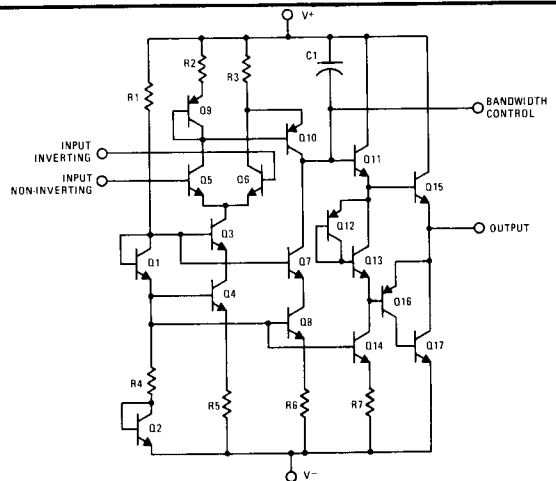 V+
R2
R3
C1
R1
Q9
Q10
BANDWIDTH
CONTROL
INPUT
INVERTING
INPUT
NON-INVERTING
Q11
Q5
Q6
Q15
Q12
Q3
OUTPUT
Q1
Q7
Q13
Q4
Q16
Q8
Q14
Q17
R4
R5
R6
R7
Q2
V−